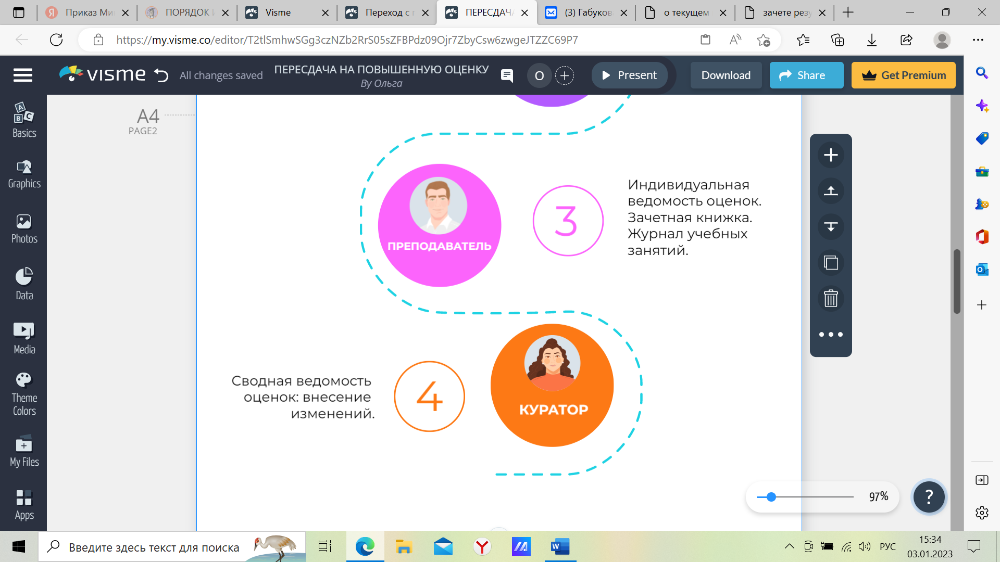 Приказ Ми
ПОРЯДОК И
Visme
Переход с п
ПЕРЕСДАЧА
(3) Габуков
о текущем
зачете резу
https://my.visme.co/editor/T2tlSmhwSGg3czNZb2RrS05sZFBPdz09Ojr7ZbyCsw6zwgeJTZZC69P7
visme
All changes saved
ПЕРЕСДАЧА НА ПОВЫШЕННУЮ ОЦЕНКУ
By Ольга
O
Present
Download
Share
Get Premium
A4
PAGE2
Basics
Graphics
Photos
Data
Media
Theme
Colors
My Files
Apps
ПРЕПОДАВАТЕЛЬ
3
Индивидуальная
ведомость оценок.
Зачетная книжка.
Журнал учебных
занятий.
Сводная ведомость
оценок: внесение
изменений.
4
КУРАТОР
97%
?
Введите здесь текст для поиска
РУС
15:34
03.01.2023